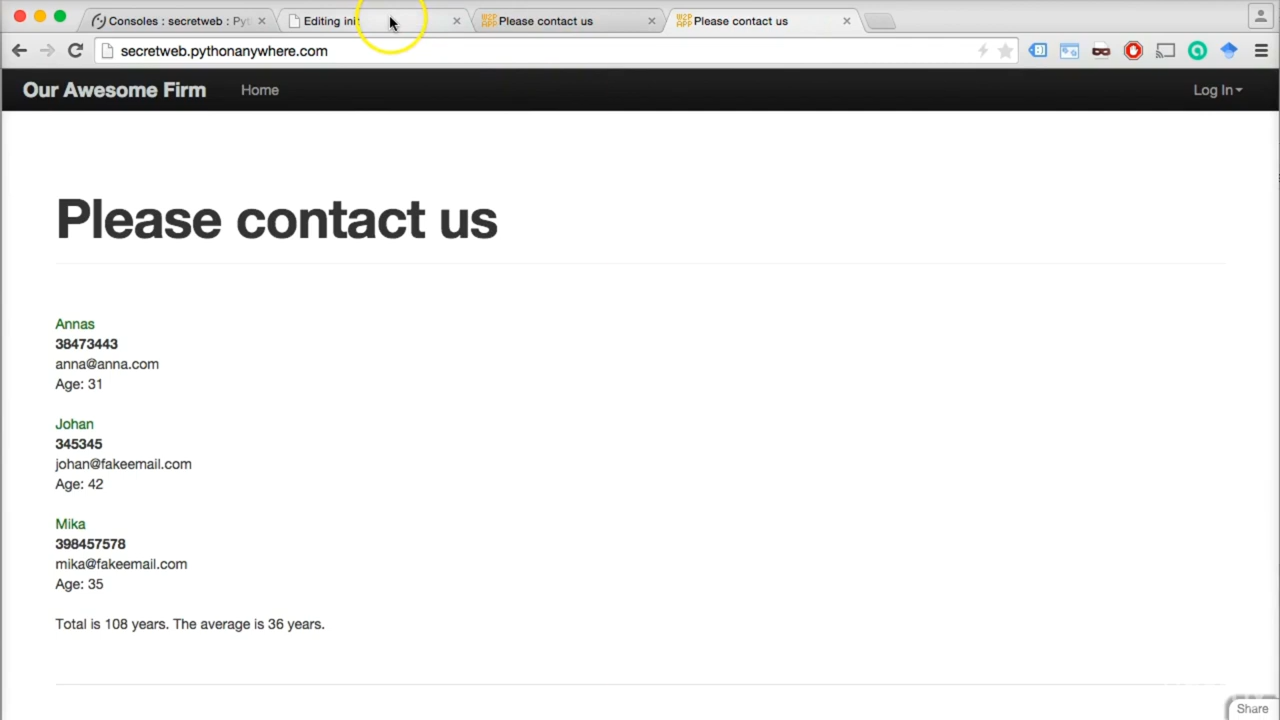 Consoles : secretweb : Pyt
Editing init
Please contact us
Please contact us
secretweb.pythonanywhere.com
Our Awesome Firm
Home
Log In
Please contact us
Annas
38473443
anna@anna.com
Age: 31
Johan
345345
johan@fakeemail.com
Age: 42
Mika
398457578
mika@fakeemail.com
Age: 35
Total is 108 years. The average is 36 years.
Share